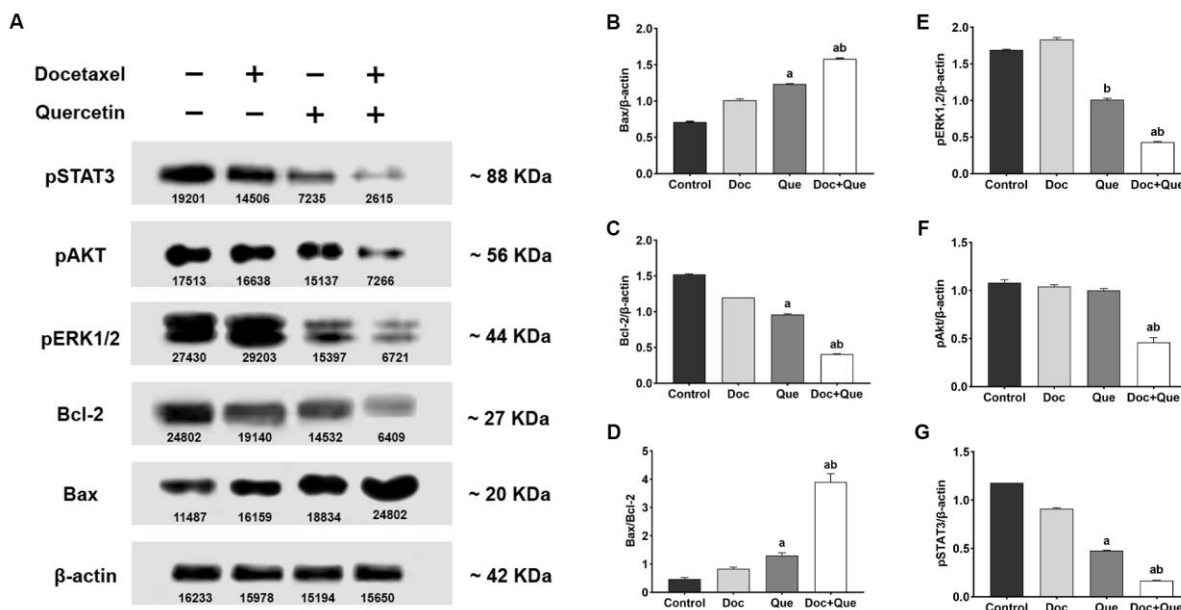 A
Docetaxel − + − +
Quercetin − − + +
pSTAT3 ~ 88 KDa
19201 14506 7235 2615
pAKT ~ 56 KDa
17513 16638 15137 7266
pERK1/2 ~ 44 KDa
27430 29203 15397 6721
Bcl-2 ~ 27 KDa
24802 19140 14532 6409
Bax ~ 20 KDa
11487 16159 18834 24802
β-actin ~ 42 KDa
16233 15978 15194 15650
B
Bax/β-actin
2.0
1.5
1.0
0.5
0.0
a
ab
Control Doc Que Doc+Que
C
Bcl-2/β-actin
2.0
1.5
1.0
0.5
0.0
a
ab
Control Doc Que Doc+Que
D
Bax/Bcl-2
5
4
3
2
1
0
a
ab
Control Doc Que Doc+Que
E
pERK1,2/β-actin
2.0
1.5
1.0
0.5
0.0
b
ab
Control Doc Que Doc+Que
F
pAkt/β-actin
1.5
1.0
0.5
0.0
ab
Control Doc Que Doc+Que
G
pSTAT3/β-actin
1.5
1.0
0.5
0.0
a
ab
Control Doc Que Doc+Que